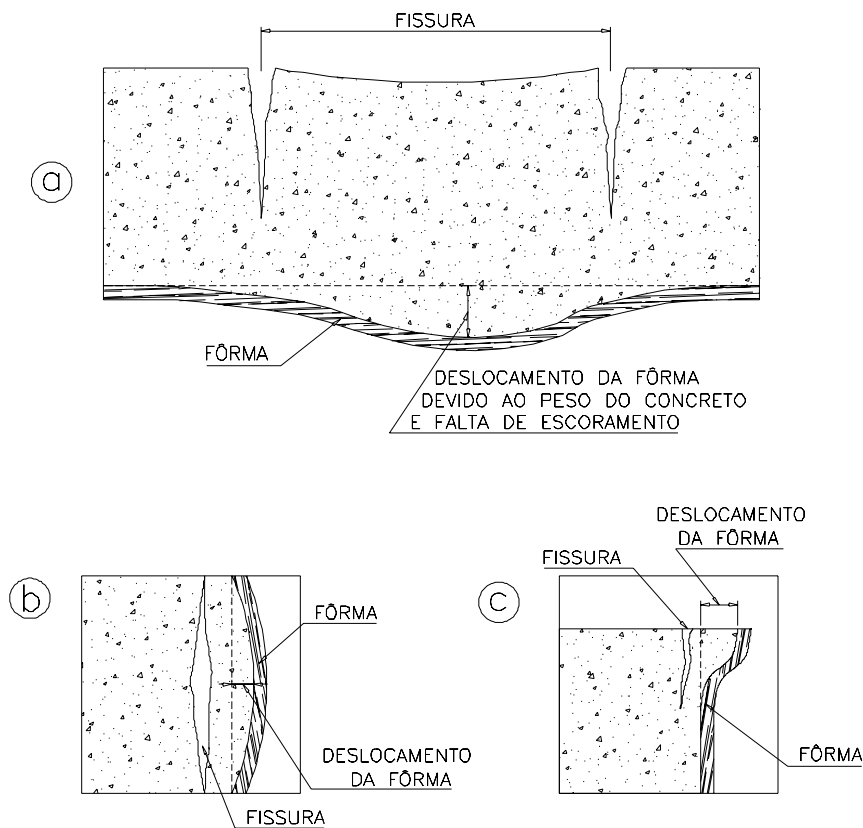 FISSURA
a
FÔRMA
DESLOCAMENTO DA FÔRMA
DEVIDO AO PESO DO CONCRETO
E FALTA DE ESCORAMENTO
b
FÔRMA
DESLOCAMENTO
DA FÔRMA
FISSURA
c
DESLOCAMENTO
DA FÔRMA
FISSURA
FÔRMA